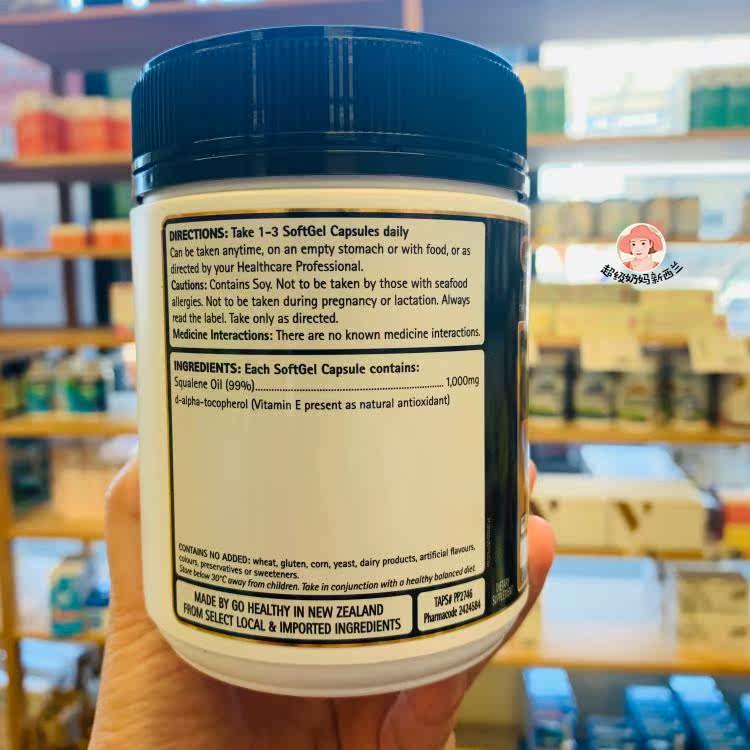 DIRECTIONS: Take 1-3 SoftGel Capsules daily
Can be taken anytime, on an empty stomach or with food, or as
directed by your Healthcare Professional.
Cautions: Contains Soy. Not to be taken by those with seafood
allergies. Not to be taken during pregnancy or lactation. Always
read the label. Take only as directed.
Medicine Interactions: There are no known medicine interactions.
INGREDIENTS: Each SoftGel Capsule contains:
Squalene Oil (99%)........................................................ 1,000mg
d-alpha-tocopherol (Vitamin E present as natural antioxidant)
CONTAINS NO ADDED: wheat, gluten, corn, yeast, dairy products, artificial flavours,
colours, preservatives or sweeteners.
Store below 30°C away from children. Take in conjunction with a healthy balanced diet.
MADE BY GO HEALTHY IN NEW ZEALAND
FROM SELECT LOCAL & IMPORTED INGREDIENTS
TAPS# PP2746
Pharmacode 2424584
DIETARY
SUPPLEMENT
超级奶妈新西兰